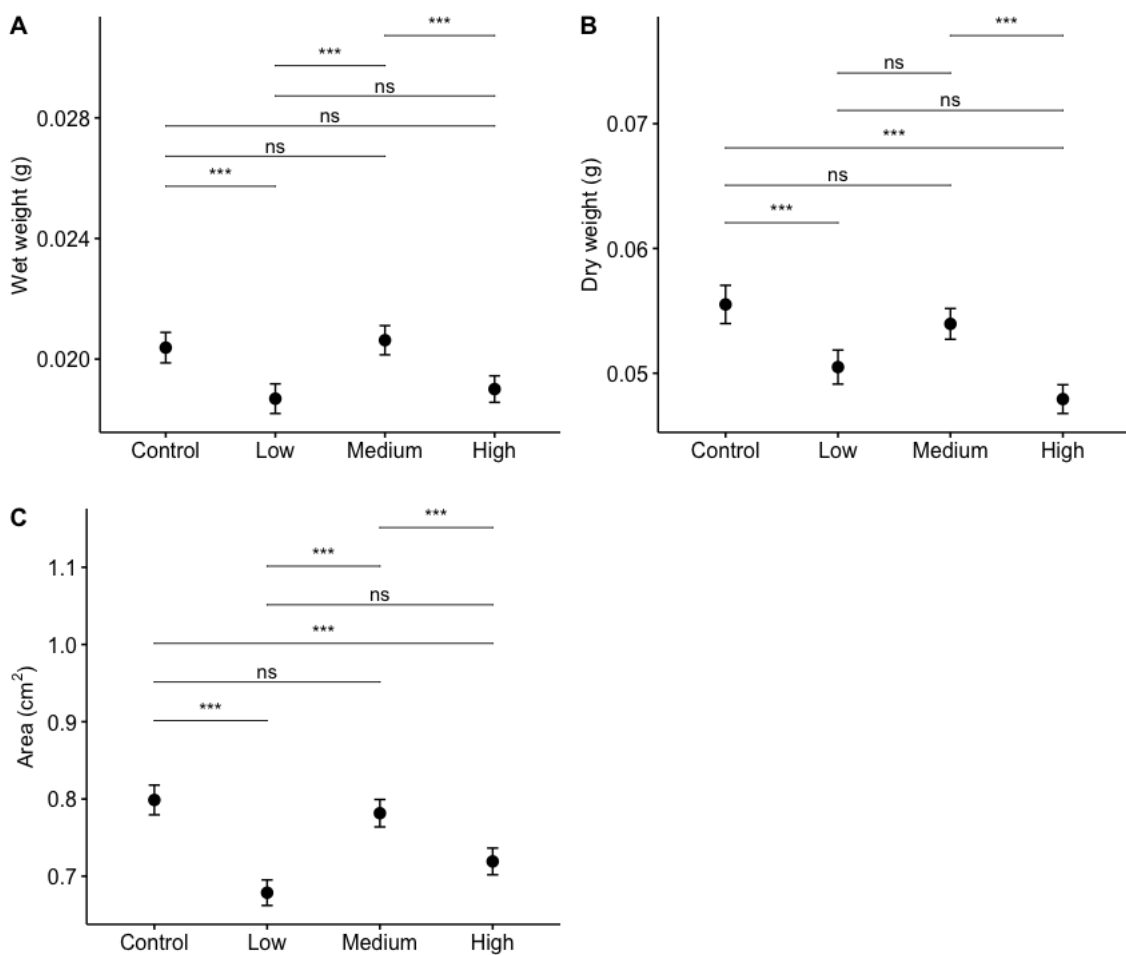 A
***
***
ns
ns
ns
***
0.028
0.024
0.020
Wet weight (g)
Control Low Medium High
B
***
ns
ns
***
ns
***
0.07
0.06
0.05
Dry weight (g)
Control Low Medium High
C
***
***
ns
***
ns
***
1.1
1.0
0.9
0.8
0.7
Area (cm²)
Control Low Medium High